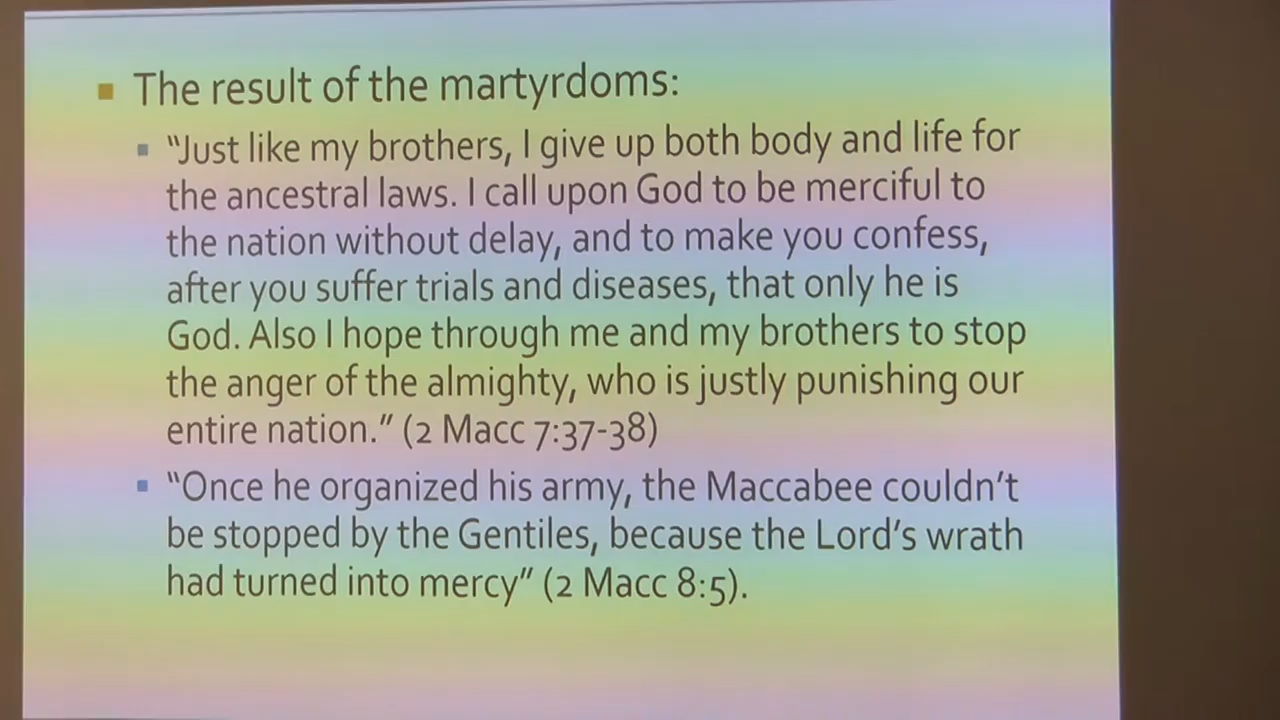 The result of the martyrdoms:
“Just like my brothers, I give up both body and life for
the ancestral laws. I call upon God to be merciful to
the nation without delay, and to make you confess,
after you suffer trials and diseases, that only he is
God. Also I hope through me and my brothers to stop
the anger of the almighty, who is justly punishing our
entire nation.” (2 Macc 7:37-38)
“Once he organized his army, the Maccabee couldn’t
be stopped by the Gentiles, because the Lord’s wrath
had turned into mercy” (2 Macc 8:5).